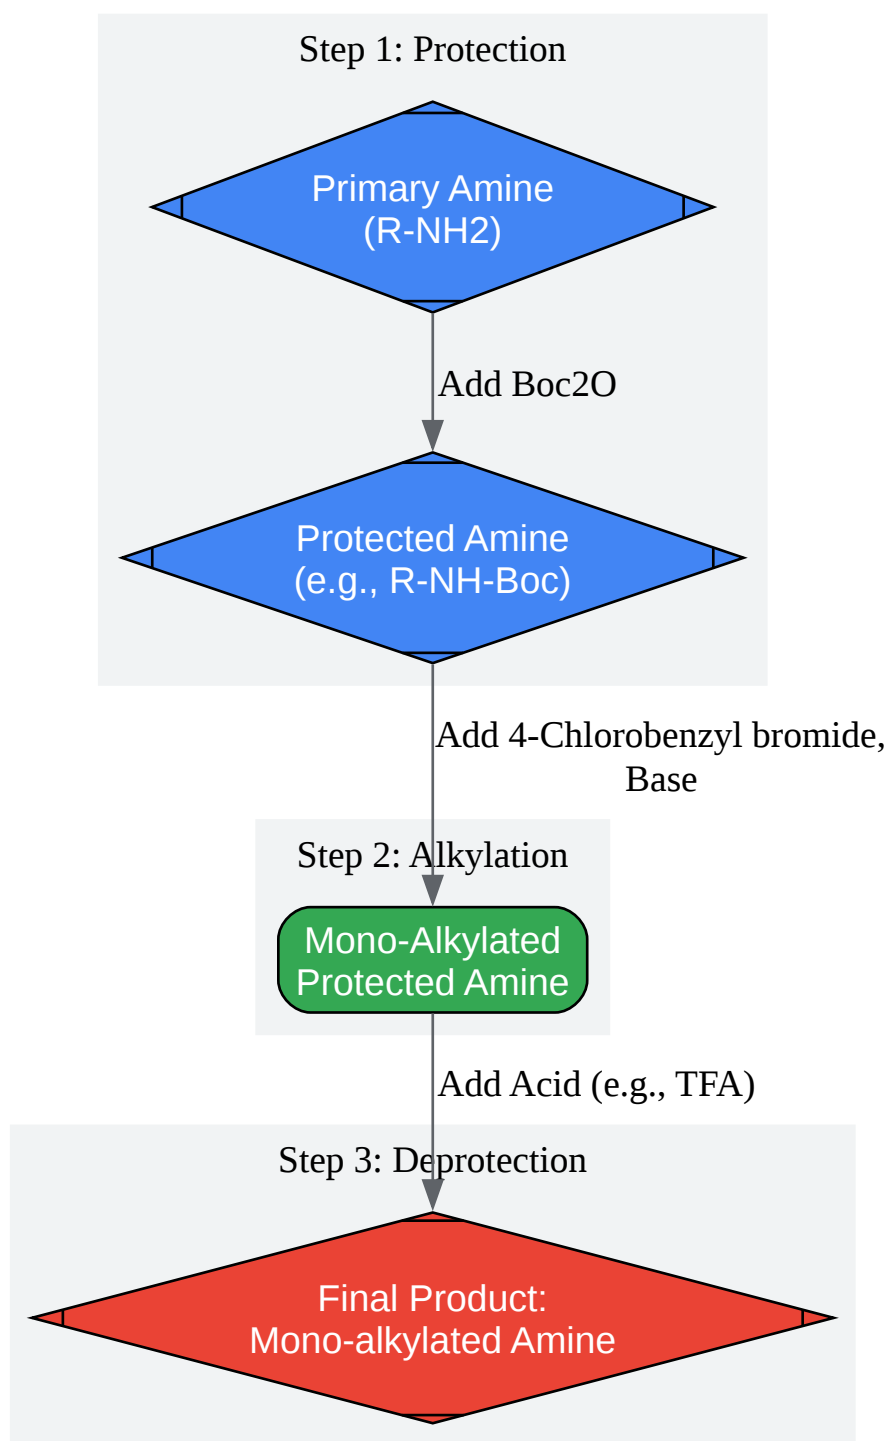 Step 1: Protection
Primary Amine
(R-NH2)
Add Boc2O
Protected Amine
(e.g., R-NH-Boc)
Add 4-Chlorobenzyl bromide,
Base
Step 2: Alkylation
Mono-Alkylated
Protected Amine
Add Acid (e.g., TFA)
Step 3: Deprotection
Final Product:
Mono-alkylated Amine